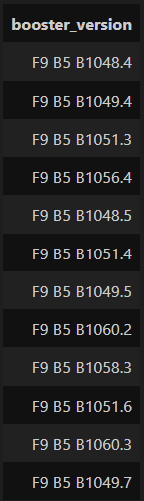 booster_version
F9 B5 B1048.4
F9 B5 B1049.4
F9 B5 B1051.3
F9 B5 B1056.4
F9 B5 B1048.5
F9 B5 B1051.4
F9 B5 B1049.5
F9 B5 B1060.2
F9 B5 B1058.3
F9 B5 B1051.6
F9 B5 B1060.3
F9 B5 B1049.7